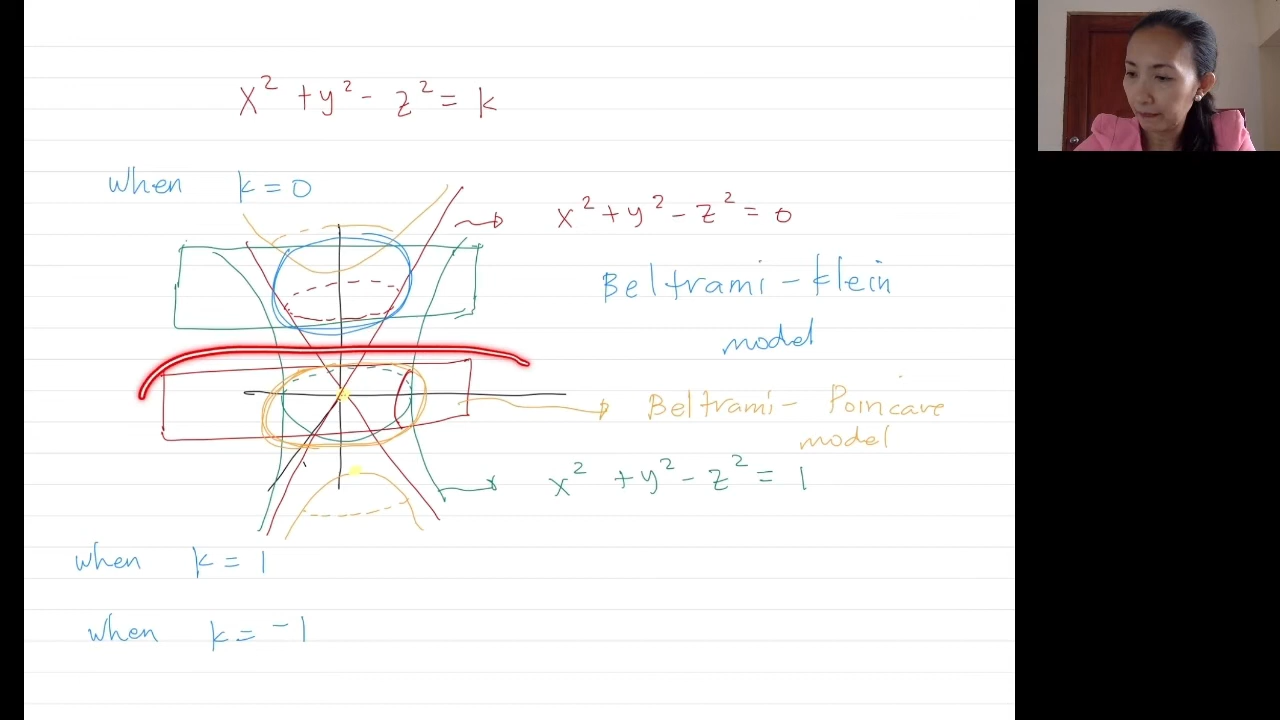 x² + y² - z² = k
when k = 0
x² + y² - z² = 0
Beltrami - Klein
model
Beltrami - Poincare
model
x² + y² - z² = 1
when k = 1
when k = -1